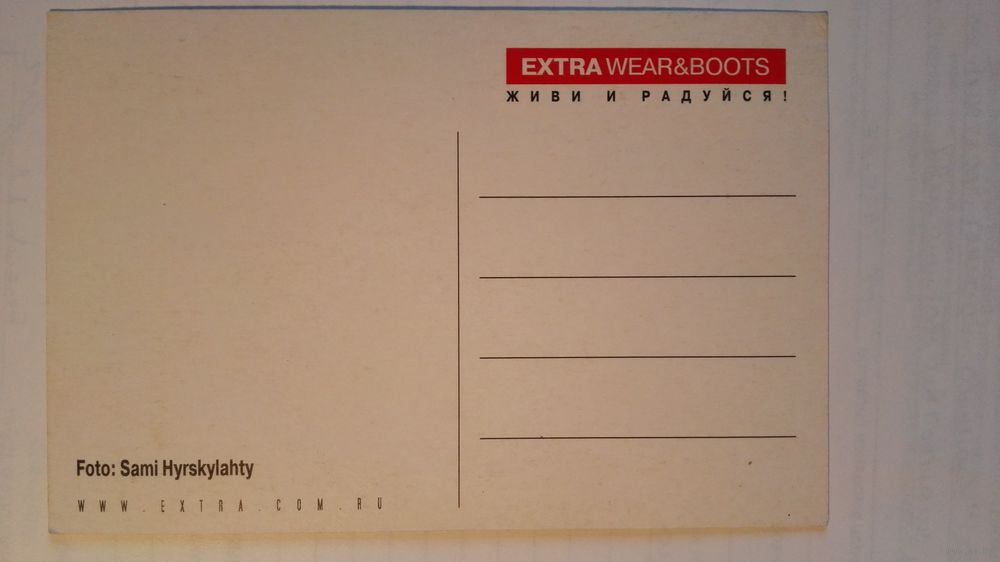 EXTRA WEAR&BOOTS
ЖИВИ И РАДУЙСЯ!
Foto: Sami Hyrskylahty
WWW.EXTRA.COM.RU